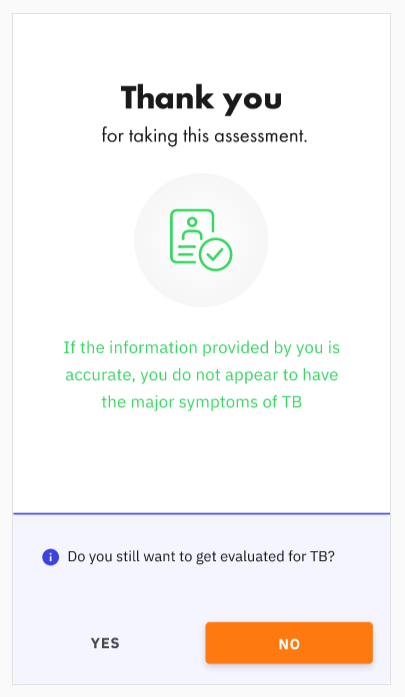 Thank you
for taking this assessment.
If the information provided by you is
accurate, you do not appear to have
the major symptoms of TB
Do you still want to get evaluated for TB?
YES
NO